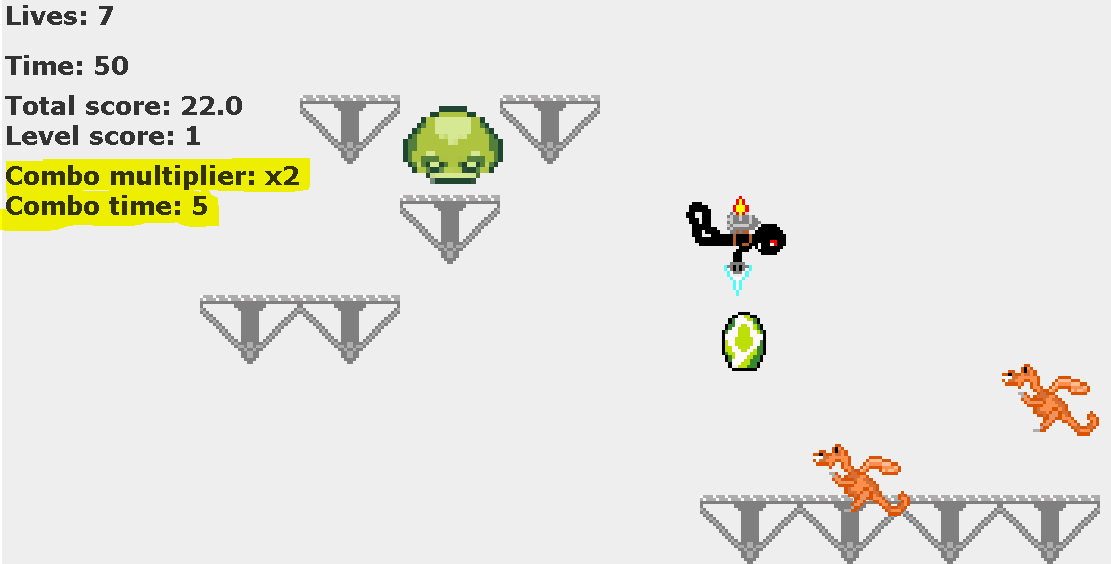 Lives: 7
Time: 50
Total score: 22.0
Level score: 1
Combo multiplier: x2
Combo time: 5